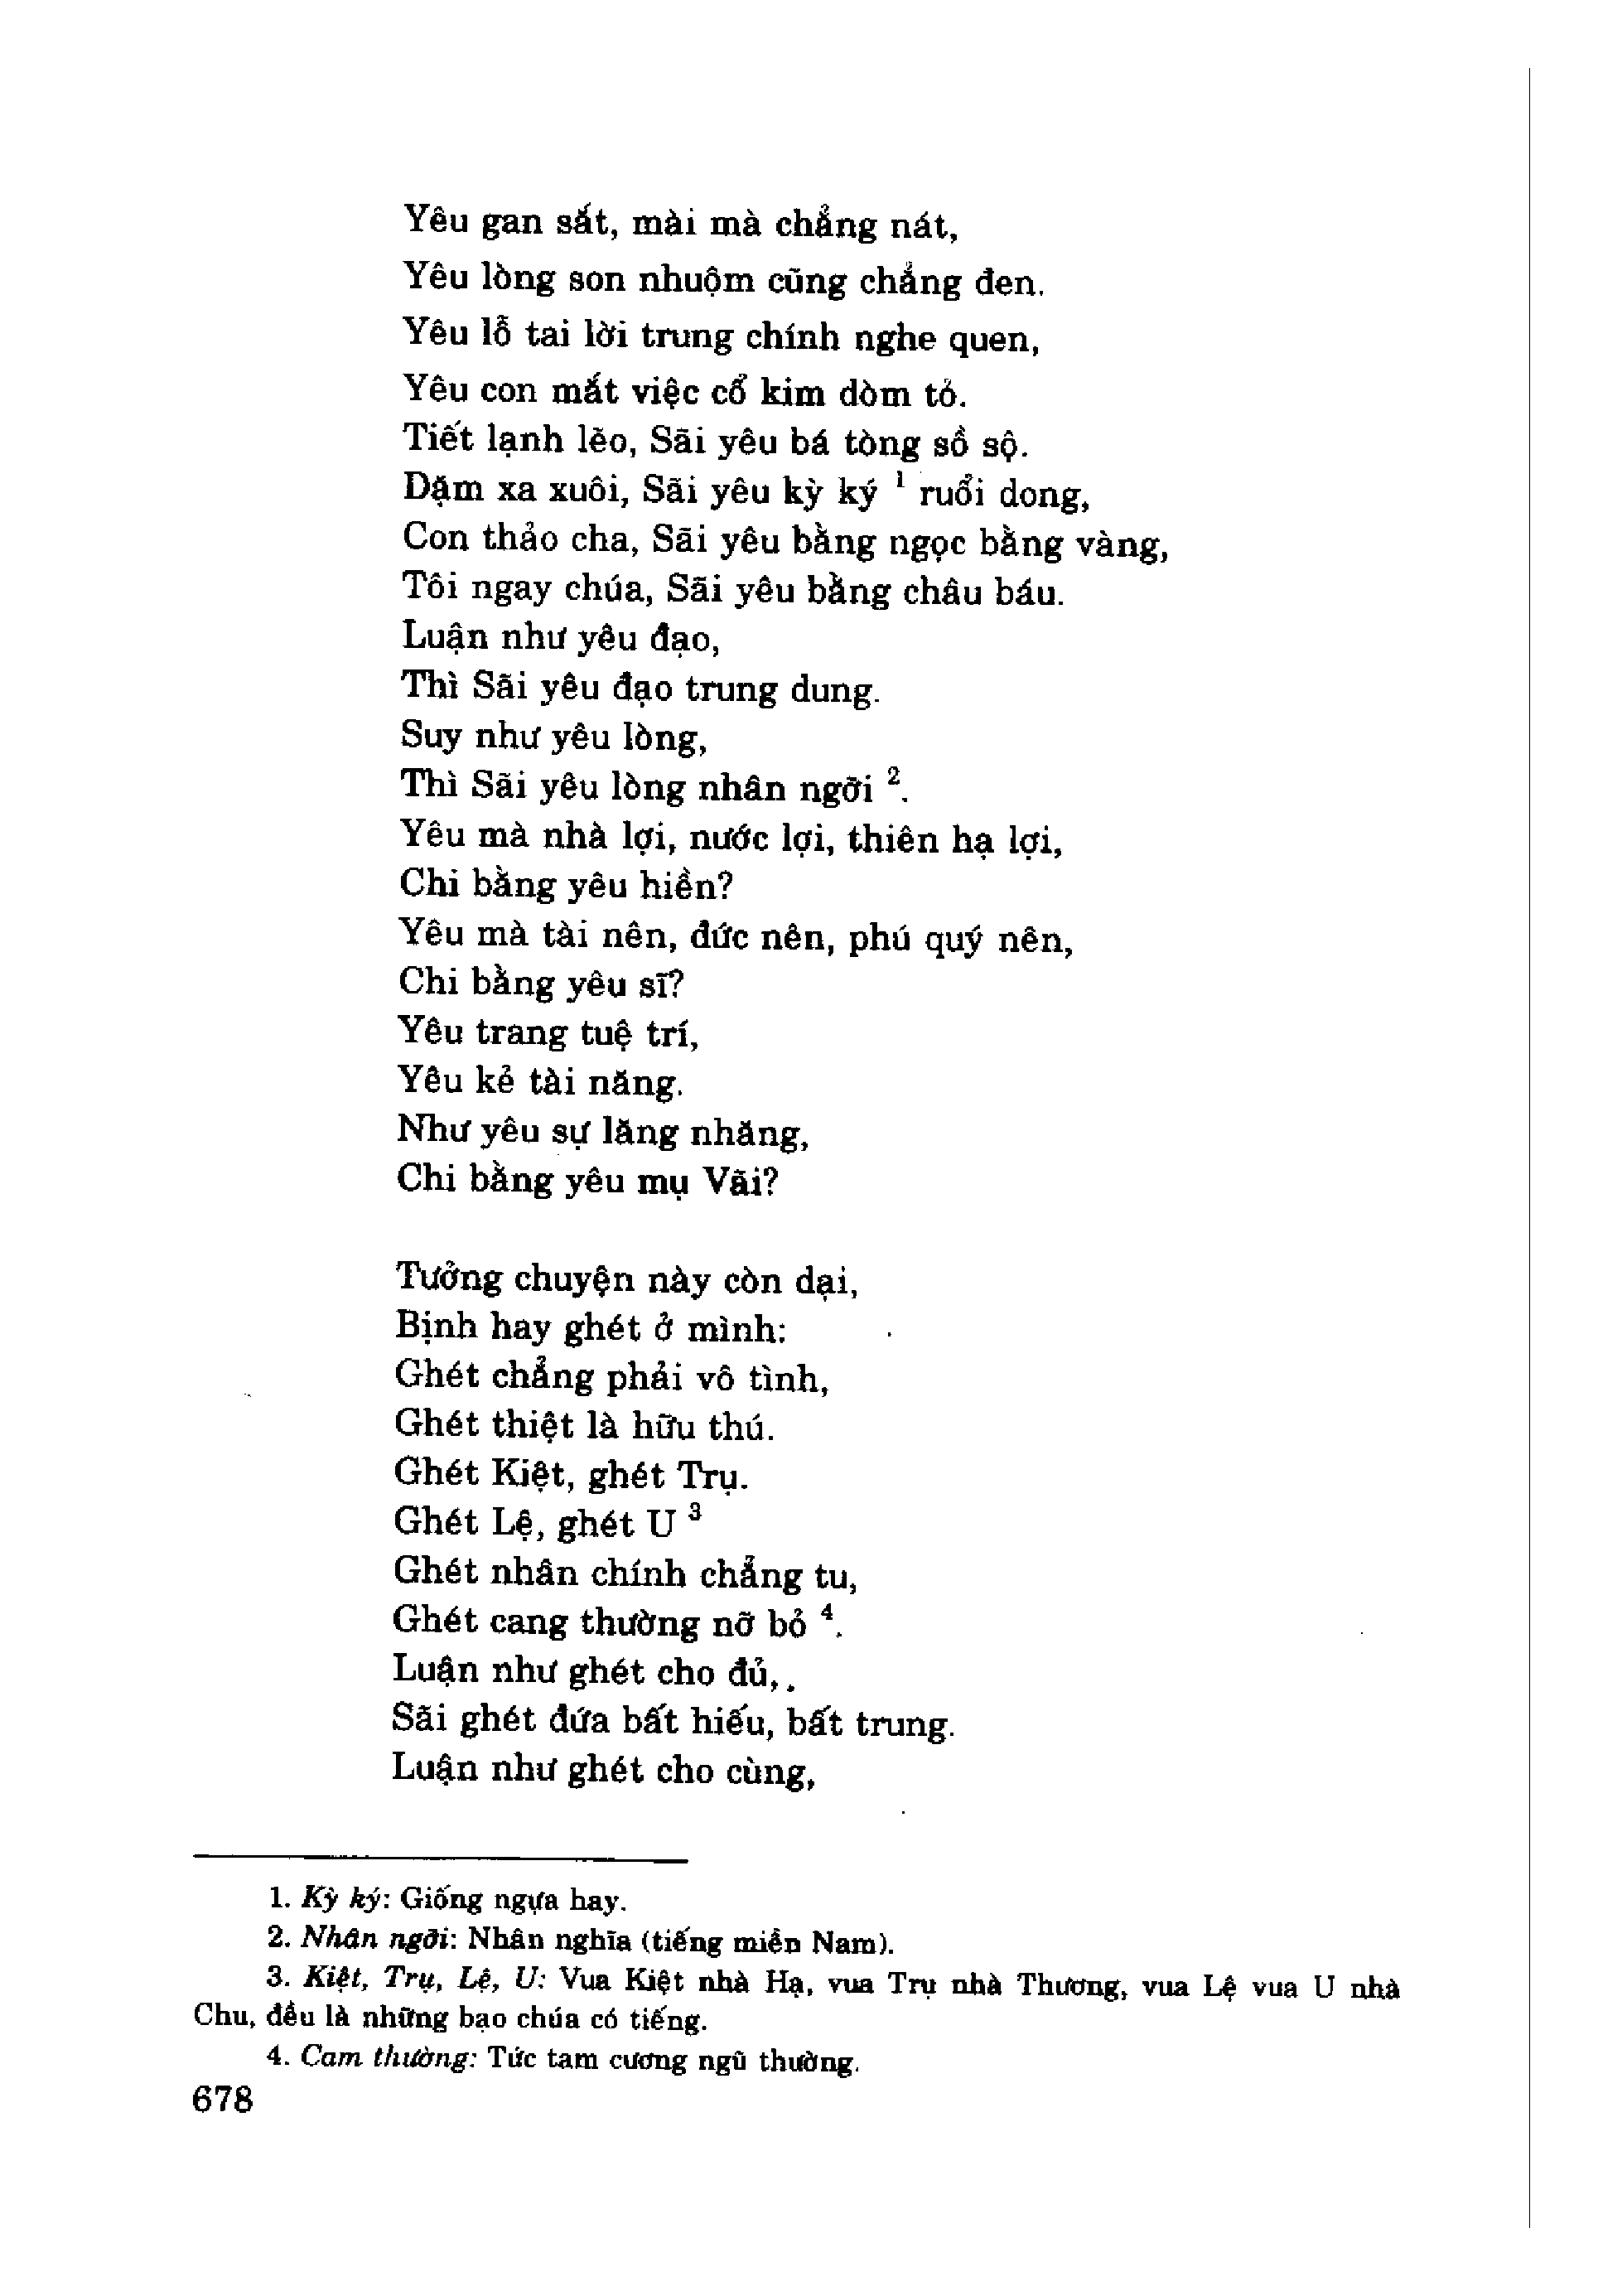 Yêu gan sắt, mài mà chẳng nát,
Yêu lòng son nhuộm cũng chẳng đen.
Yêu lỗ tai lời trung chính nghe quen,
Yêu con mắt việc cổ kim dòm tỏ.
Tiết lạnh lẽo, Sãi yêu bá tòng sồ sộ.
Dặm xa xuôi, Sãi yêu kỳ ký ¹ ruổi dong,
Con thảo cha, Sãi yêu bằng ngọc bằng vàng,
Tôi ngay chúa, Sãi yêu bằng châu báu.
Luận như yêu đạo,
Thì Sãi yêu đạo trung dung.
Suy như yêu lòng,
Thì Sãi yêu lòng nhân ngỡi ².
Yêu mà nhà lợi, nước lợi, thiên hạ lợi,
Chi bằng yêu hiền?
Yêu mà tài nên, đức nên, phú quý nên,
Chi bằng yêu sĩ?
Yêu trang tuệ trí,
Yêu kẻ tài năng.
Như yêu sự lăng nhăng,
Chi bằng yêu mụ Vãi?
Tưởng chuyện này còn dại,
Bịnh hay ghét ở mình:
Ghét chẳng phải vô tình,
Ghét thiệt là hữu thú.
Ghét Kiệt, ghét Trụ.
Ghét Lệ, ghét U ³
Ghét nhân chính chẳng tu,
Ghét cang thường nỡ bỏ ⁴.
Luận như ghét cho đủ,.
Sãi ghét đứa bất hiếu, bất trung.
Luận như ghét cho cùng,
1. Kỳ ký: Giống ngựa hay.
2. Nhân ngỡi: Nhân nghĩa (tiếng miền Nam).
3. Kiệt, Trụ, Lệ, U: Vua Kiệt nhà Hạ, vua Trụ nhà Thương, vua Lệ vua U nhà
Chu, đều là những bạo chúa có tiếng.
4. Cam thường: Tức tam cương ngũ thường.
678